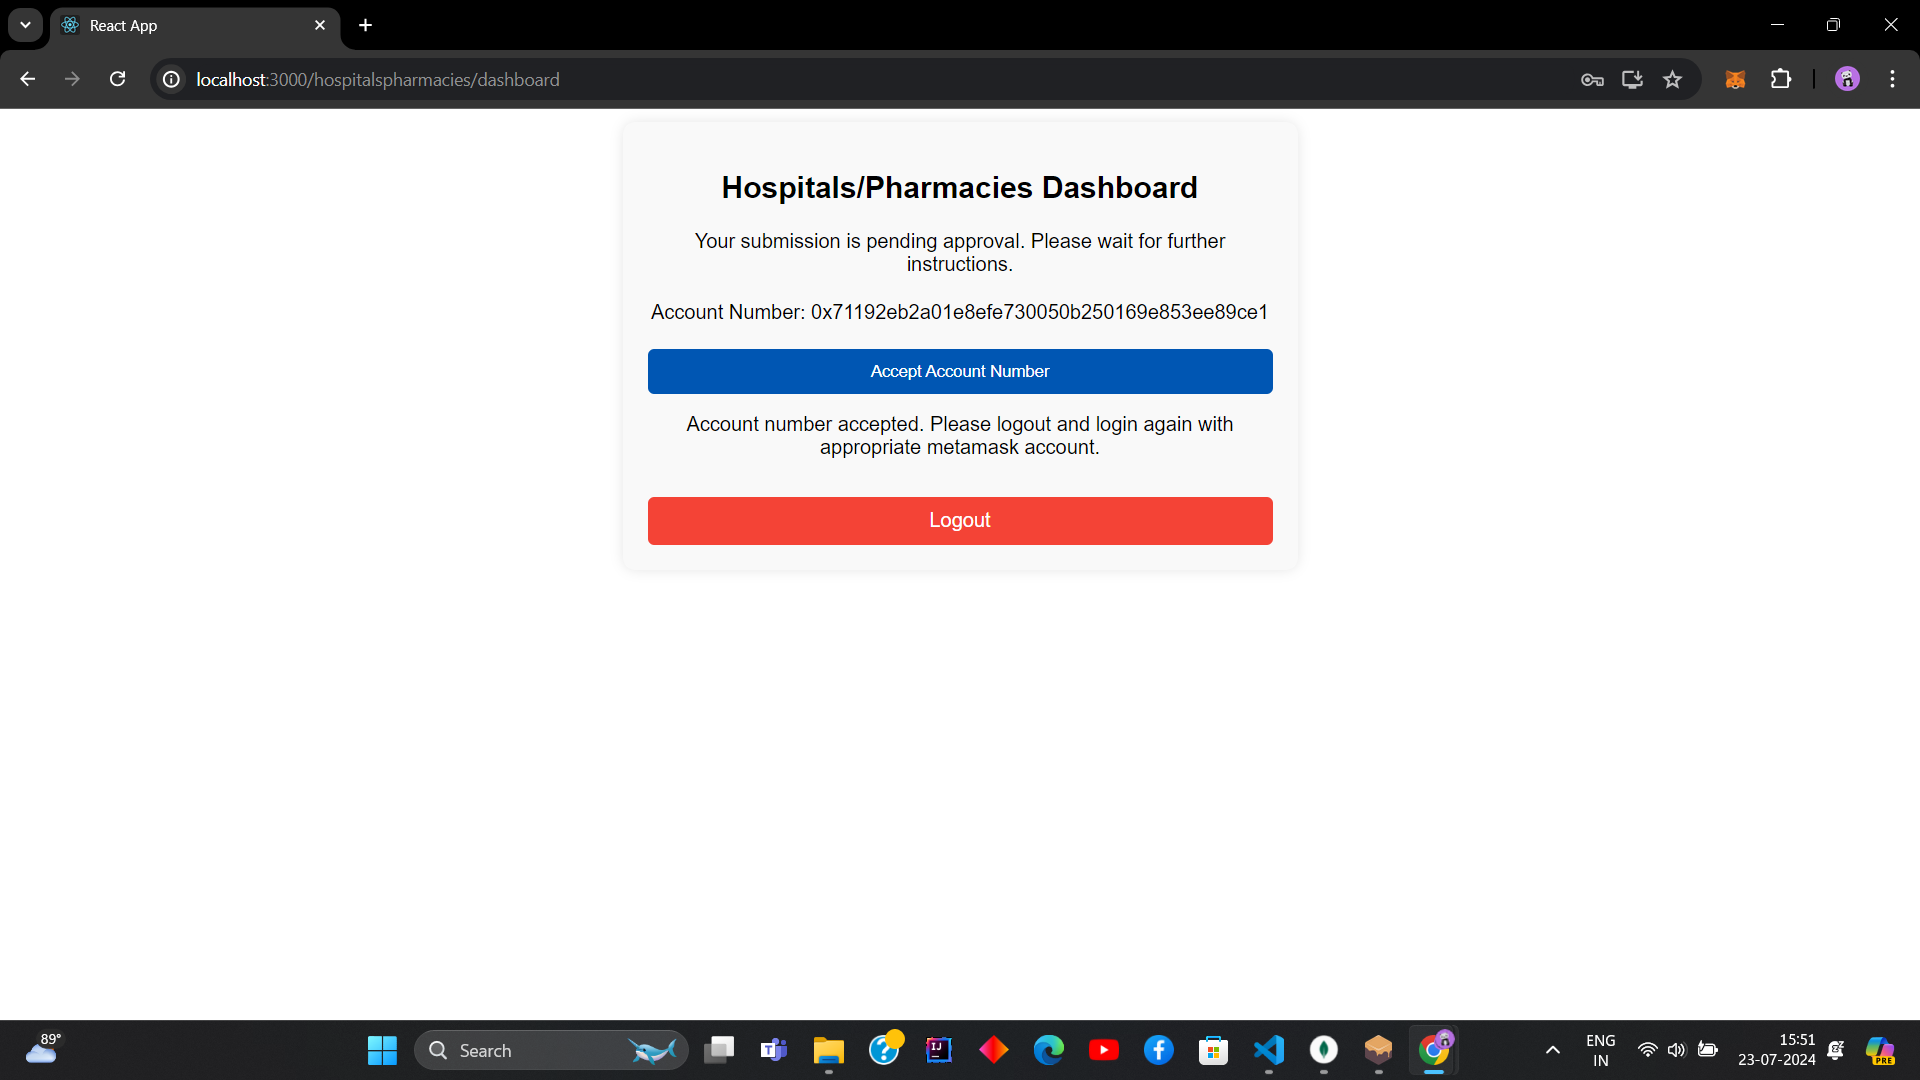 React App
localhost:3000/hospitalspharmacies/dashboard
Hospitals/Pharmacies Dashboard
Your submission is pending approval. Please wait for further
instructions.
Account Number: 0x71192eb2a01e8efe730050b250169e853ee89ce1
Accept Account Number
Account number accepted. Please logout and login again with
appropriate metamask account.
Logout
89°
Search
ENG
IN
15:51
23-07-2024
PRE